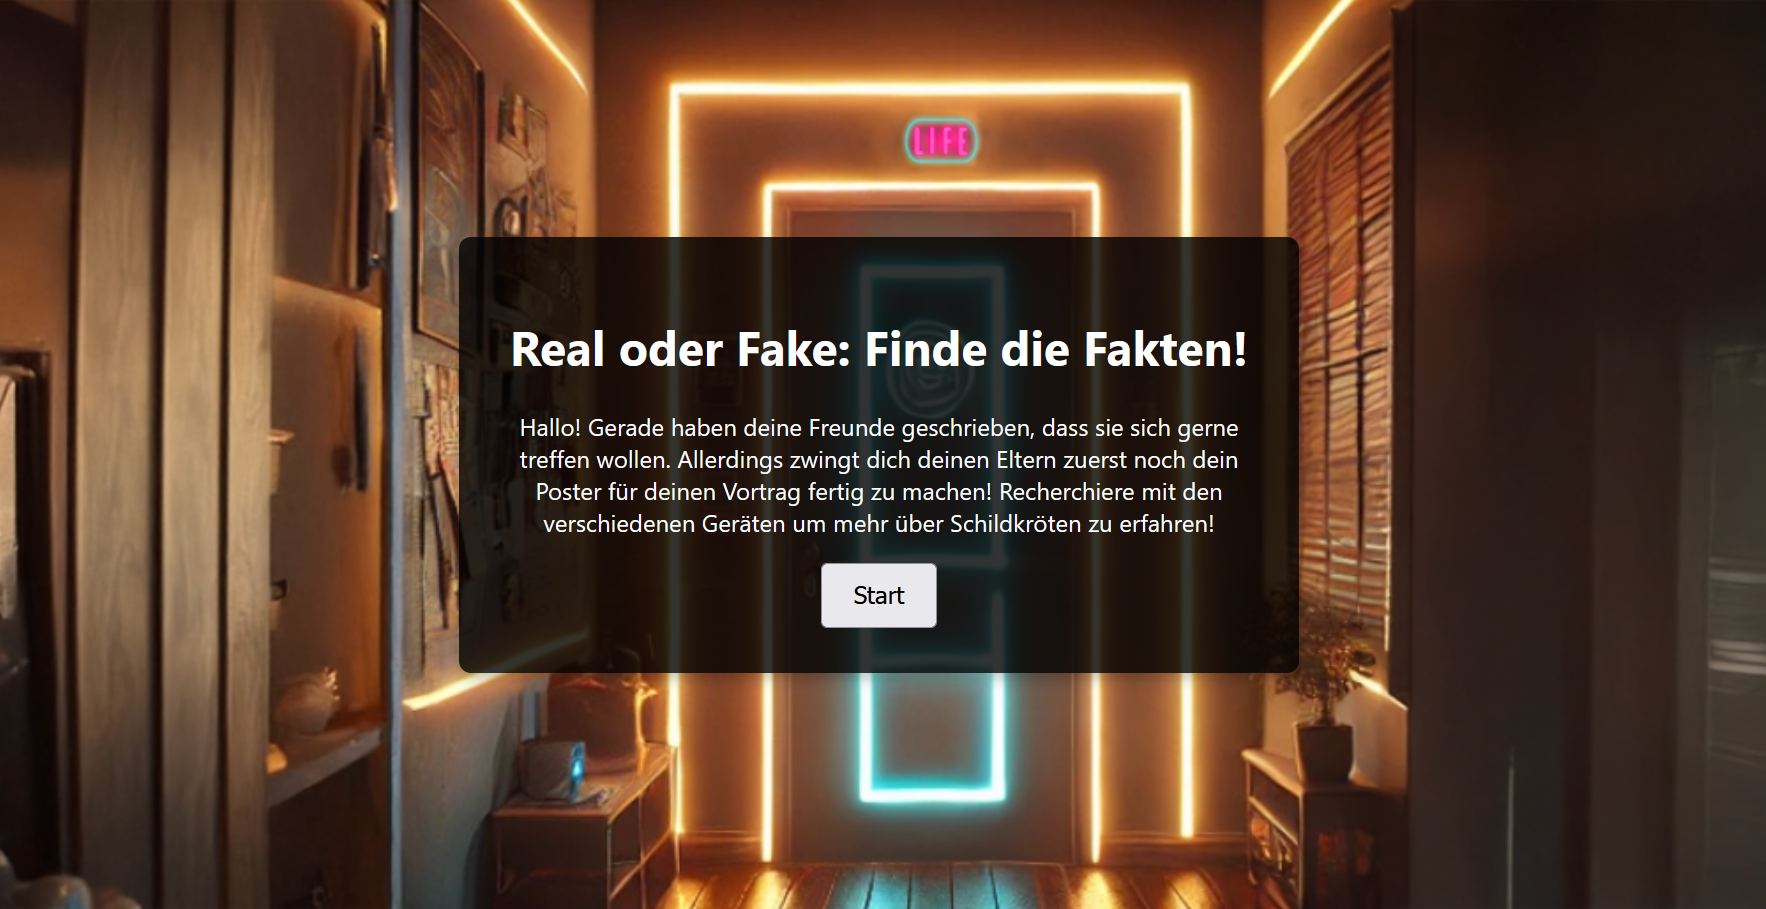 LIFE
Real oder Fake: Finde die Fakten!
Hallo! Gerade haben deine Freunde geschrieben, dass sie sich gerne
treffen wollen. Allerdings zwingt dich deinen Eltern zuerst noch dein
Poster für deinen Vortrag fertig zu machen! Recherchiere mit den
verschiedenen Geräten um mehr über Schildkröten zu erfahren!
Start